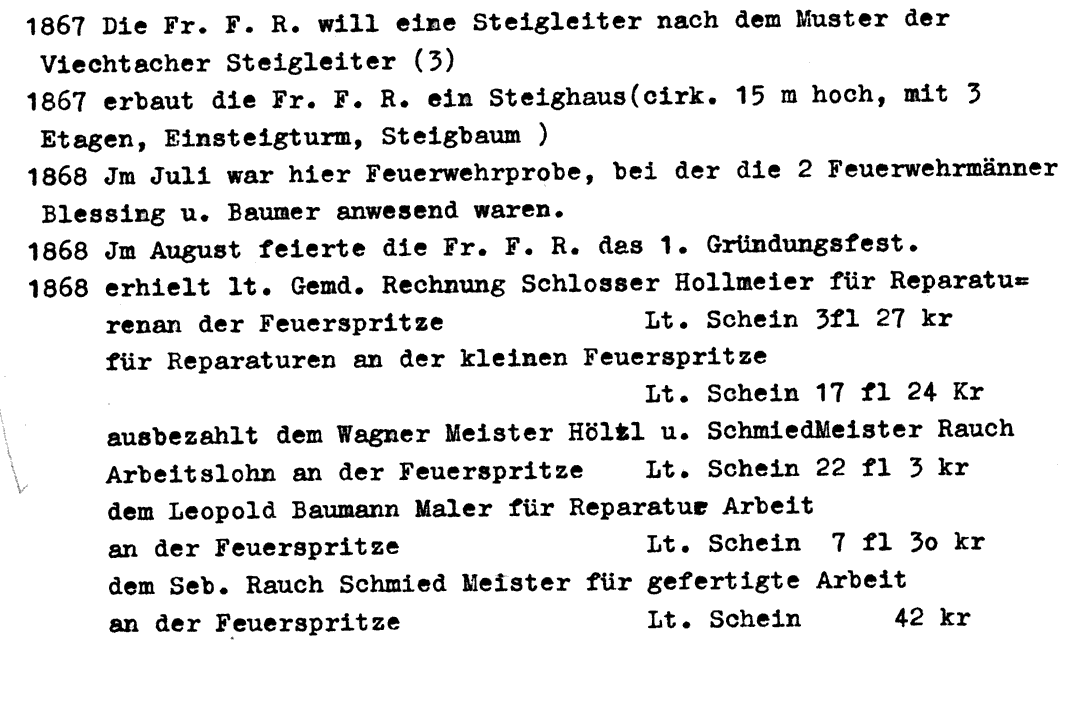 1867 Die Fr. F. R. will eine Steigleiter nach dem Muster der
Viechtacher Steigleiter (3)
1867 erbaut die Fr. F. R. ein Steighaus(cirk. 15 m hoch, mit 3
Etagen, Einsteigturm, Steigbaum )
1868 Jm Juli war hier Feuerwehrprobe, bei der die 2 Feuerwehrmänner
Blessing u. Baumer anwesend waren.
1868 Jm August feierte die Fr. F. R. das 1. Gründungsfest.
1868 erhielt lt. Gemd. Rechnung Schlosser Hollmeier für Reparatu=
renan der Feuerspritze Lt. Schein 3fl 27 kr
für Reparaturen an der kleinen Feuerspritze
Lt. Schein 17 fl 24 Kr
ausbezahlt dem Wagner Meister u. SchmiedMeister Rauch
Arbeitslohn an der Feuerspritze Lt. Schein 22 fl 3 kr
dem Leopold Baumann Maler für Reparatur Arbeit
an der Feuerspritze Lt. Schein 7 fl 3o kr
dem Seb. Rauch Schmied Meister für gefertigte Arbeit
an der Feuerspritze Lt. Schein 42 kr